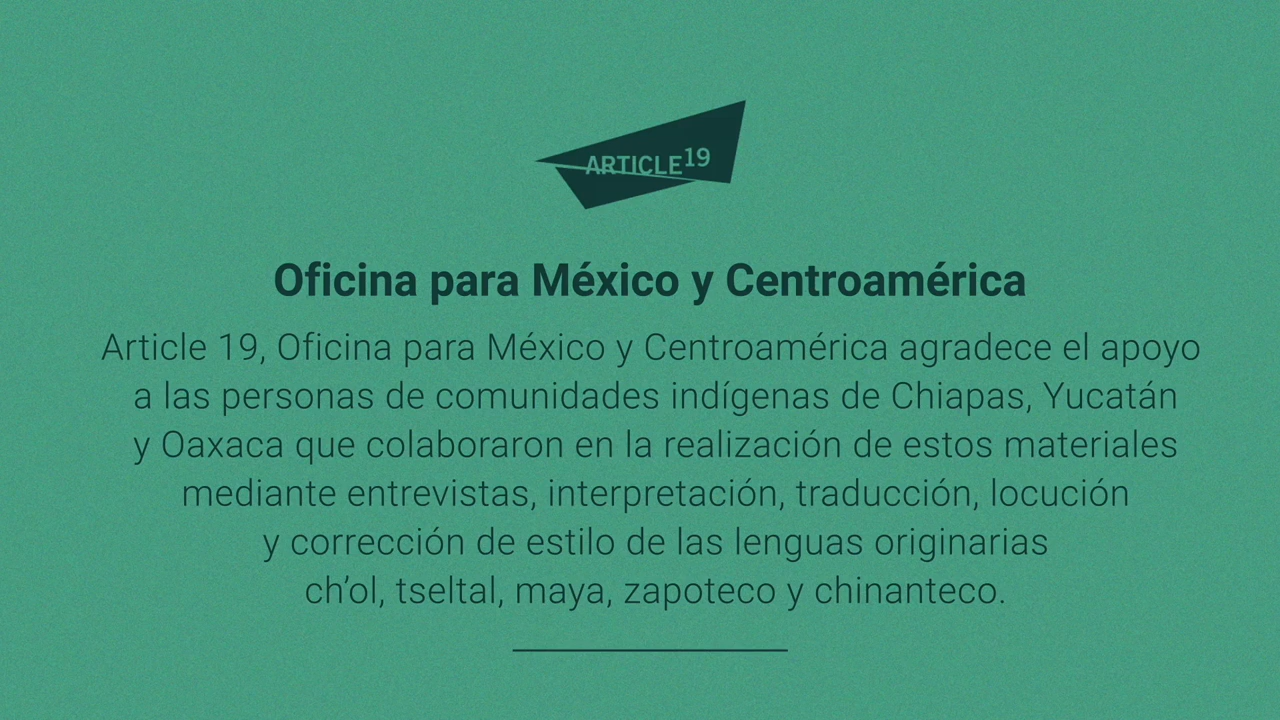 ARTICLE 19
Oficina para México y Centroamérica
Article 19, Oficina para México y Centroamérica agradece el apoyo
a las personas de comunidades indígenas de Chiapas, Yucatán
y Oaxaca que colaboraron en la realización de estos materiales
mediante entrevistas, interpretación, traducción, locución
y corrección de estilo de las lenguas originarias
ch’ol, tseltal, maya, zapoteco y chinanteco.